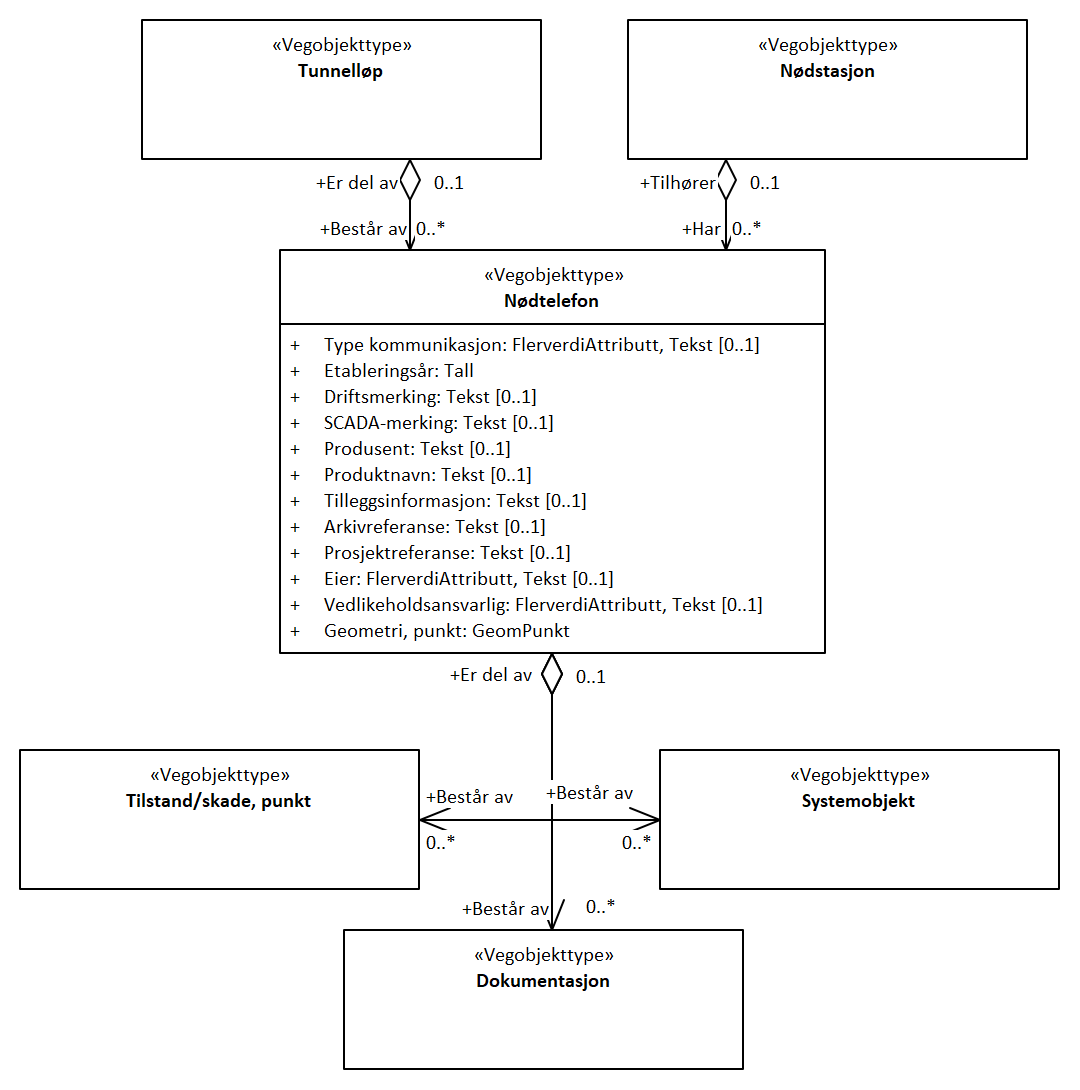 «Vegobjekttype»
Tunnelløp
«Vegobjekttype»
Nødstasjon
+Er del av
0..1
+Tilhører
0..1
+Består av
0..*
+Har
0..*
«Vegobjekttype»
Nødtelefon
+ Type kommunikasjon: FlerverdiAttributt, Tekst [0..1]
+ Etableringsår: Tall
+ Driftsmerking: Tekst [0..1]
+ SCADA-merking: Tekst [0..1]
+ Produsent: Tekst [0..1]
+ Produktnavn: Tekst [0..1]
+ Tilleggsinformasjon: Tekst [0..1]
+ Arkivreferanse: Tekst [0..1]
+ Prosjektreferanse: Tekst [0..1]
+ Eier: FlerverdiAttributt, Tekst [0..1]
+ Vedlikeholdsansvarlig: FlerverdiAttributt, Tekst [0..1]
+ Geometri, punkt: GeomPunkt
+Er del av
0..1
«Vegobjekttype»
Tilstand/skade, punkt
+Består av
0..*
+Består av
0..*
«Vegobjekttype»
Systemobjekt
+Består av
0..*
«Vegobjekttype»
Dokumentasjon